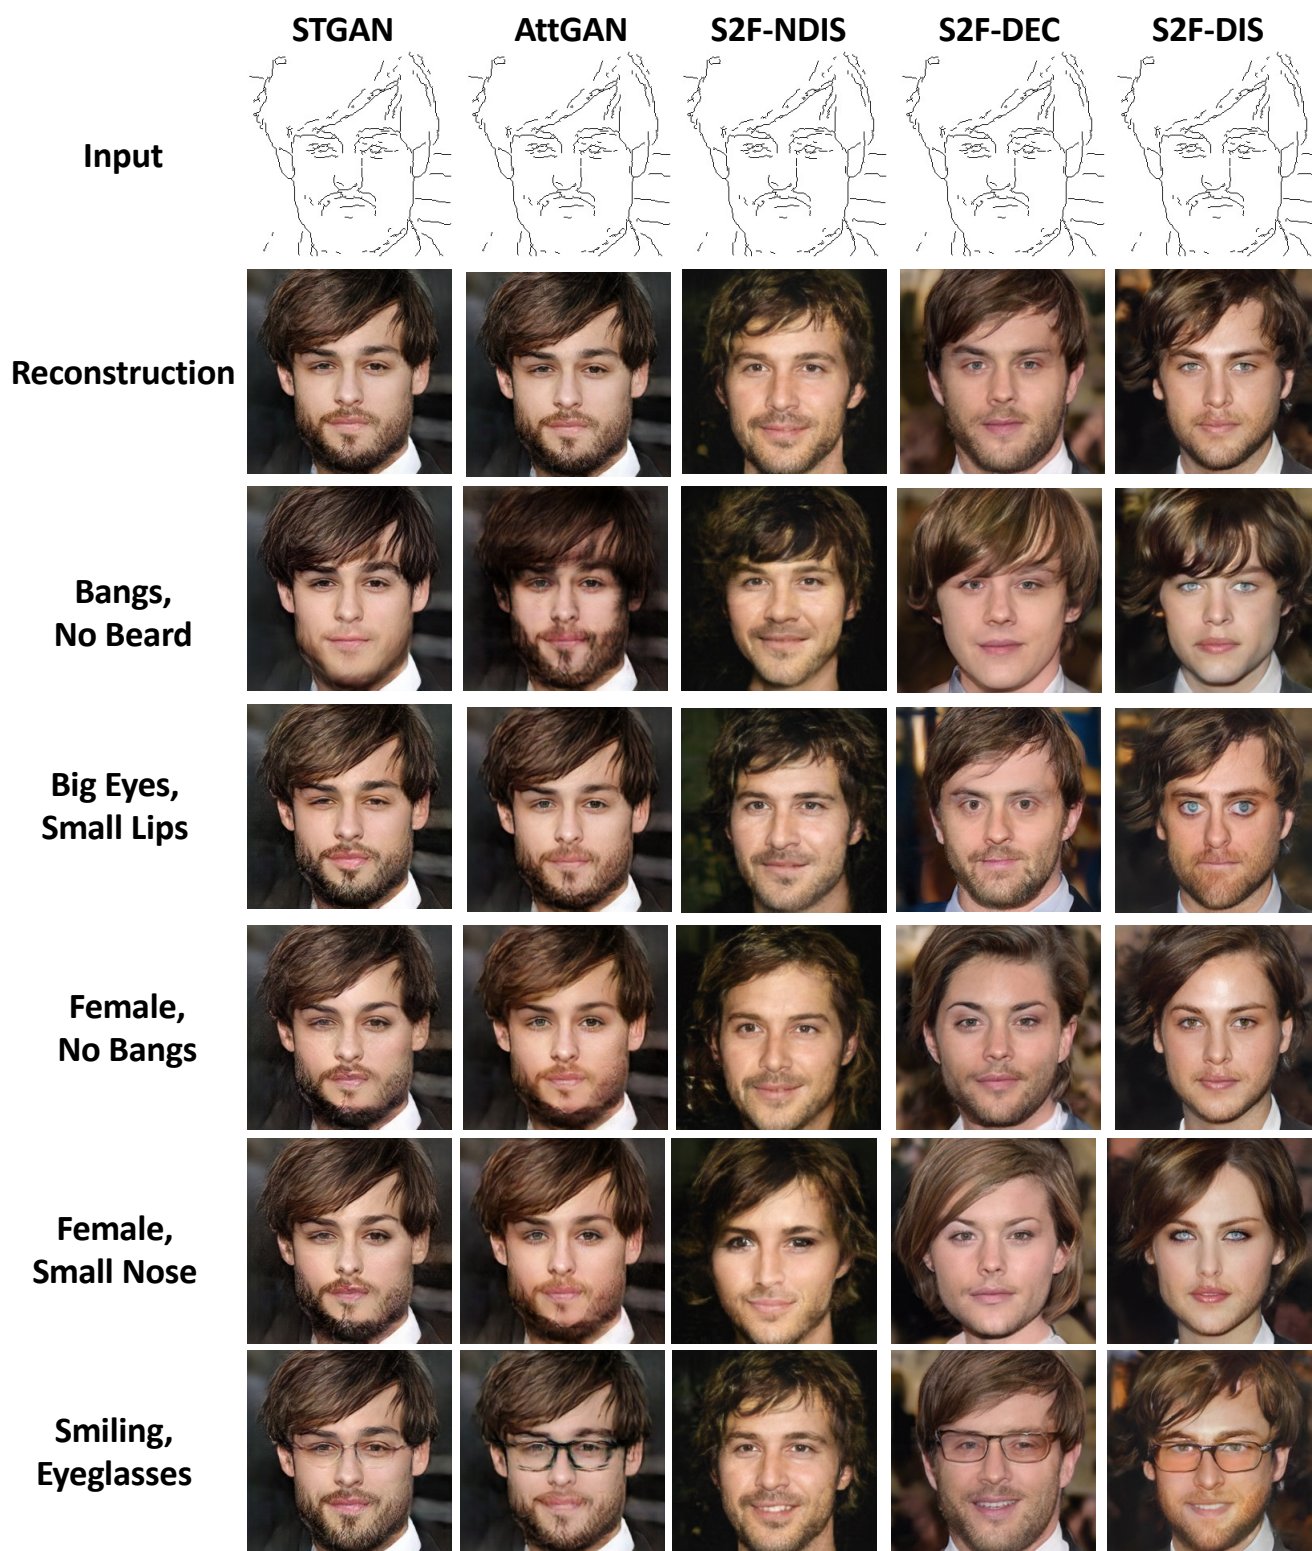 STGAN AttGAN S2F-NDIS S2F-DEC S2F-DIS
Input
Reconstruction
Bangs,
No Beard
Big Eyes,
Small Lips
Female,
No Bangs
Female,
Small Nose
Smiling,
Eyeglasses